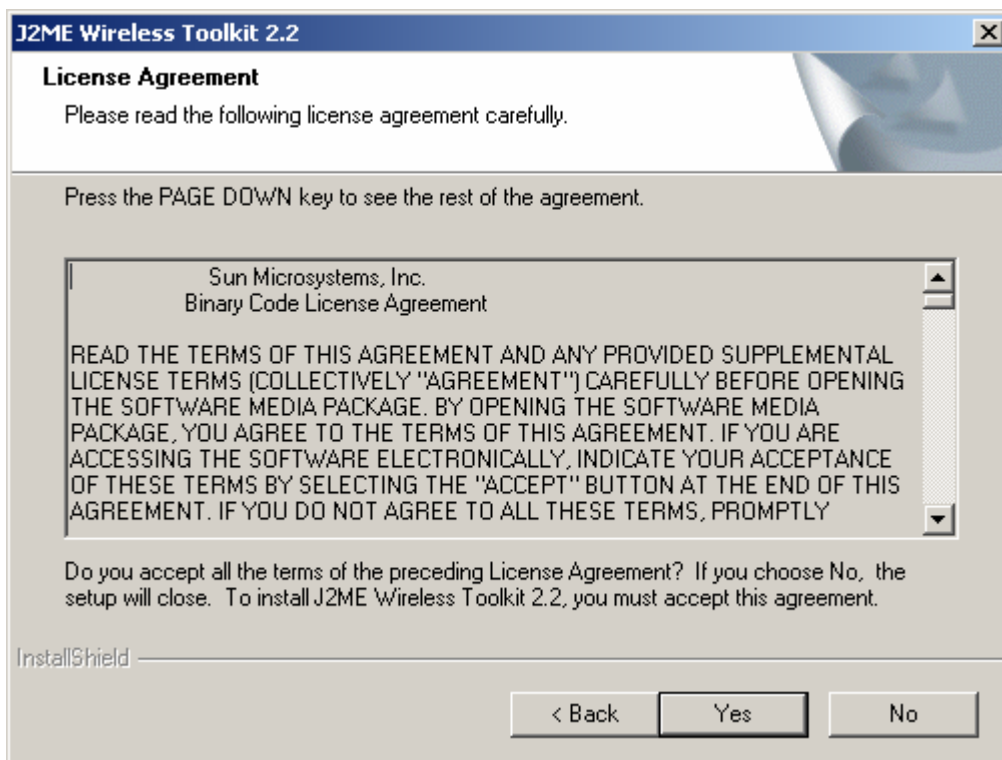 J2ME Wireless Toolkit 2.2
License Agreement
Please read the following license agreement carefully.
Press the PAGE DOWN key to see the rest of the agreement.
Sun Microsystems, Inc.
Binary Code License Agreement
READ THE TERMS OF THIS AGREEMENT AND ANY PROVIDED SUPPLEMENTAL
LICENSE TERMS (COLLECTIVELY "AGREEMENT") CAREFULLY BEFORE OPENING
THE SOFTWARE MEDIA PACKAGE. BY OPENING THE SOFTWARE MEDIA
PACKAGE, YOU AGREE TO THE TERMS OF THIS AGREEMENT. IF YOU ARE
ACCESSING THE SOFTWARE ELECTRONICALLY, INDICATE YOUR ACCEPTANCE
OF THESE TERMS BY SELECTING THE "ACCEPT" BUTTON AT THE END OF THIS
AGREEMENT. IF YOU DO NOT AGREE TO ALL THESE TERMS, PROMPTLY
Do you accept all the terms of the preceding License Agreement? If you choose No, the
setup will close. To install J2ME Wireless Toolkit 2.2, you must accept this agreement.
InstallShield
< Back
Yes
No